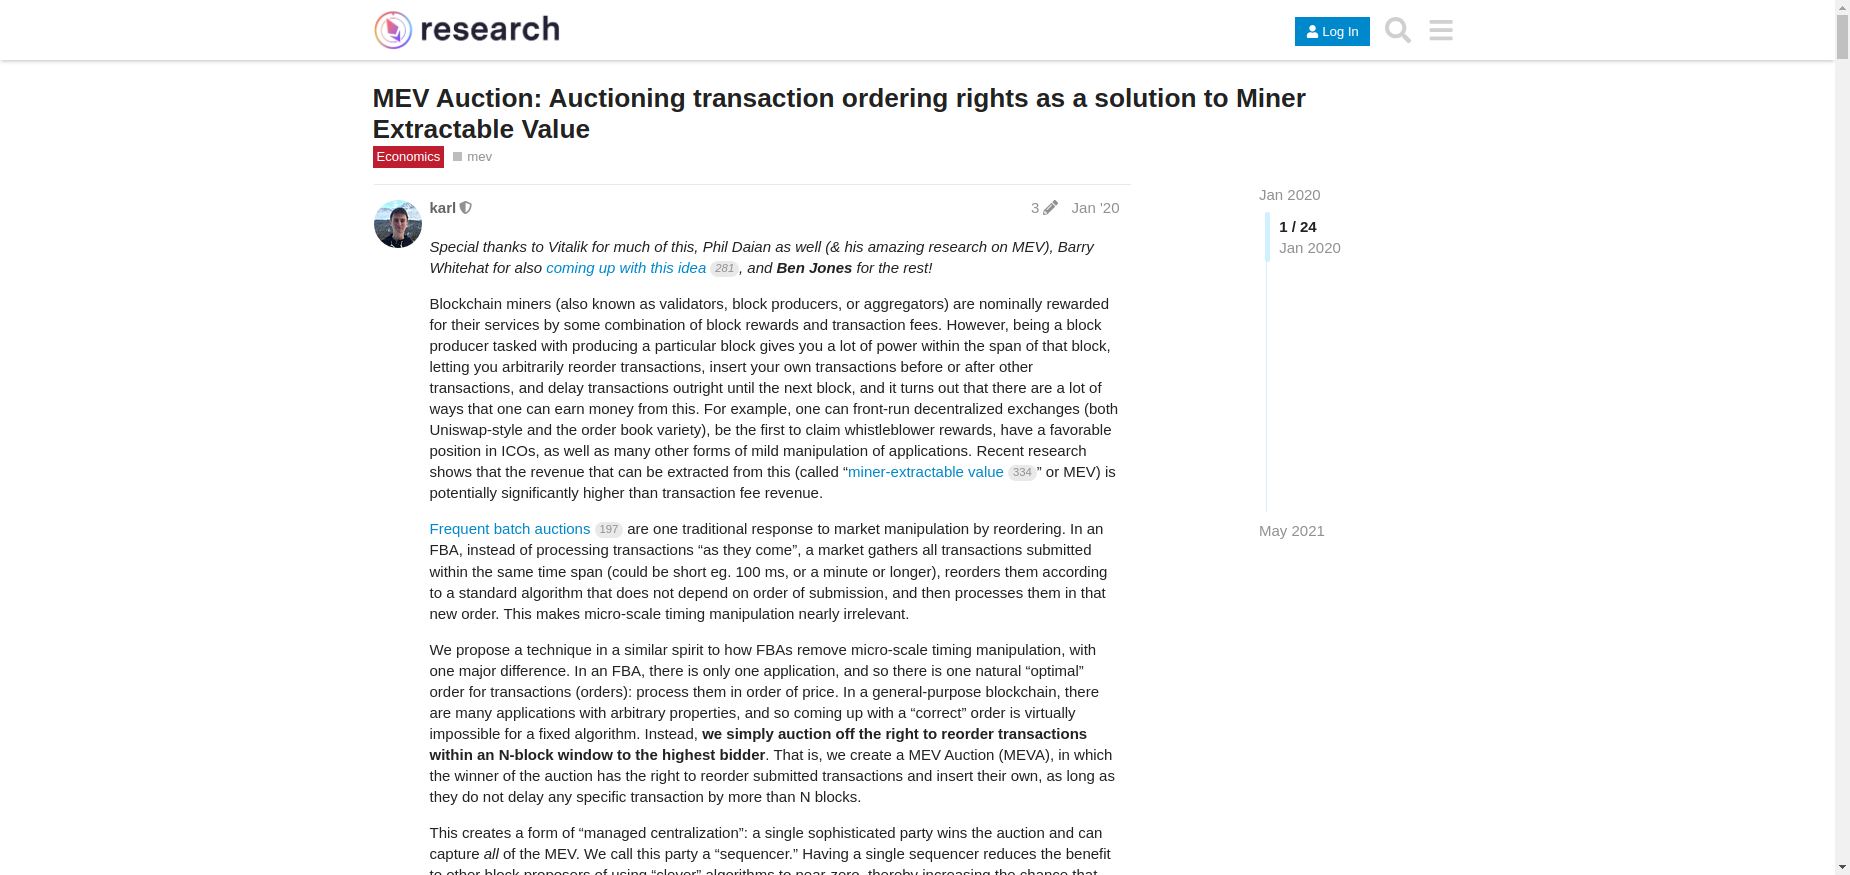 research
Log In
MEV Auction: Auctioning transaction ordering rights as a solution to Miner
Extractable Value
Economics mev
karl 3 Jan '20
Special thanks to Vitalik for much of this, Phil Daian as well (& his amazing research on MEV), Barry
Whitehat for also coming up with this idea 281, and Ben Jones for the rest!
Blockchain miners (also known as validators, block producers, or aggregators) are nominally rewarded
for their services by some combination of block rewards and transaction fees. However, being a block
producer tasked with producing a particular block gives you a lot of power within the span of that block,
letting you arbitrarily reorder transactions, insert your own transactions before or after other
transactions, and delay transactions outright until the next block, and it turns out that there are a lot of
ways that one can earn money from this. For example, one can front-run decentralized exchanges (both
Uniswap-style and the order book variety), be the first to claim whistleblower rewards, have a favorable
position in ICOs, as well as many other forms of mild manipulation of applications. Recent research
shows that the revenue that can be extracted from this (called “miner-extractable value 334” or MEV) is
potentially significantly higher than transaction fee revenue.
Frequent batch auctions 197 are one traditional response to market manipulation by reordering. In an
FBA, instead of processing transactions “as they come”, a market gathers all transactions submitted
within the same time span (could be short eg. 100 ms, or a minute or longer), reorders them according
to a standard algorithm that does not depend on order of submission, and then processes them in that
new order. This makes micro-scale timing manipulation nearly irrelevant.
We propose a technique in a similar spirit to how FBAs remove micro-scale timing manipulation, with
one major difference. In an FBA, there is only one application, and so there is one natural “optimal”
order for transactions (orders): process them in order of price. In a general-purpose blockchain, there
are many applications with arbitrary properties, and so coming up with a “correct” order is virtually
impossible for a fixed algorithm. Instead, we simply auction off the right to reorder transactions
within an N-block window to the highest bidder. That is, we create a MEV Auction (MEVA), in which
the winner of the auction has the right to reorder submitted transactions and insert their own, as long as
they do not delay any specific transaction by more than N blocks.
This creates a form of “managed centralization”: a single sophisticated party wins the auction and can
capture all of the MEV. We call this party a “sequencer.” Having a single sequencer reduces the benefit
to other block proposers of using “clever” algorithms to near-zero, thereby increasing the chance that
Jan 2020
1 / 24
Jan 2020
May 2021